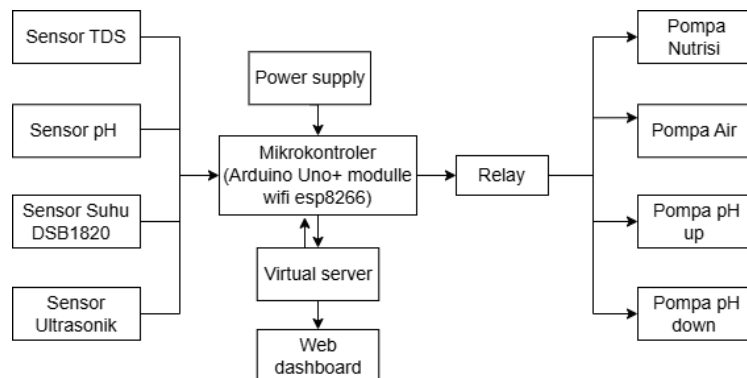 Sensor TDS
Sensor pH
Sensor Suhu
DSB1820
Sensor
Ultrasonik
Power supply
Mikrokontroler
(Arduino Uno+ modulle
wifi esp8266)
Virtual server
Web
dashboard
Relay
Pompa
Nutrisi
Pompa Air
Pompa pH
up
Pompa pH
down